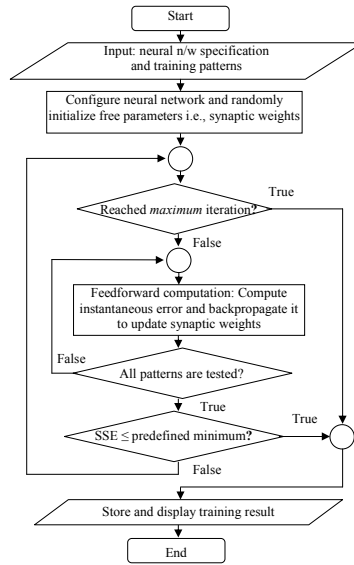 Start
Input: neural n/w specification
and training patterns
Configure neural network and randomly
initialize free parameters i.e., synaptic weights
True
Reached maximum iteration?
False
Feedforward computation: Compute
instantaneous error and backpropagate it
to update synaptic weights
False
All patterns are tested?
True
True
SSE ≤ predefined minimum?
False
Store and display training result
End